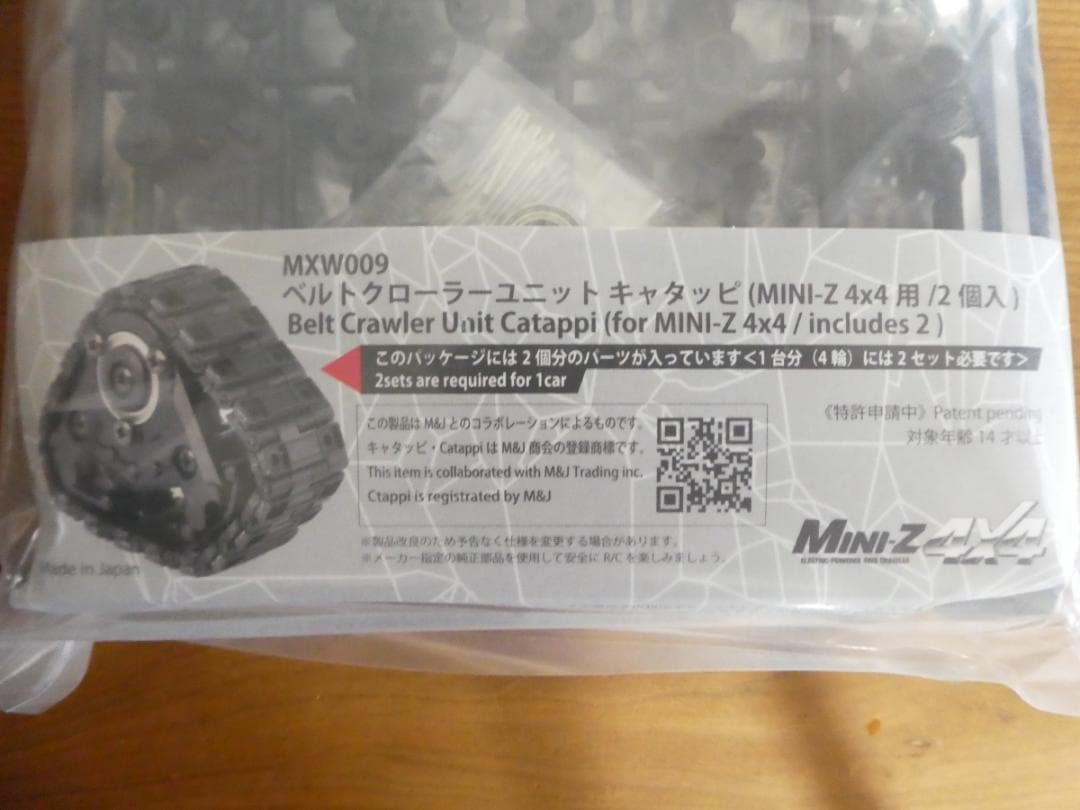 MXW009
ベルトクローラーユニット キャタッピ (MINI-Z 4x4 用 /2 個入 )
Belt Crawler Unit Catappi (for MINI-Z 4x4 / includes 2 )
このパッケージには 2 個分のパーツが入っています<1 台分（4 輪）には 2 セット必要です>
2sets are required for 1car
《特許申請中》Patent pending
対象年齢 14 才以上
この製品は M&J とのコラボレーションによるものです。
キャタッピ・Catappi は M&J 商会の登録商標です。
This item is collaborated with M&J Trading inc.
Ctappi is registrated by M&J
※製品改良のため予告なく仕様を変更する場合があります。
※メーカー指定の純正部品を使用して安全に R/C を楽しみましょう。
Made in Japan
MINI-Z 4X4